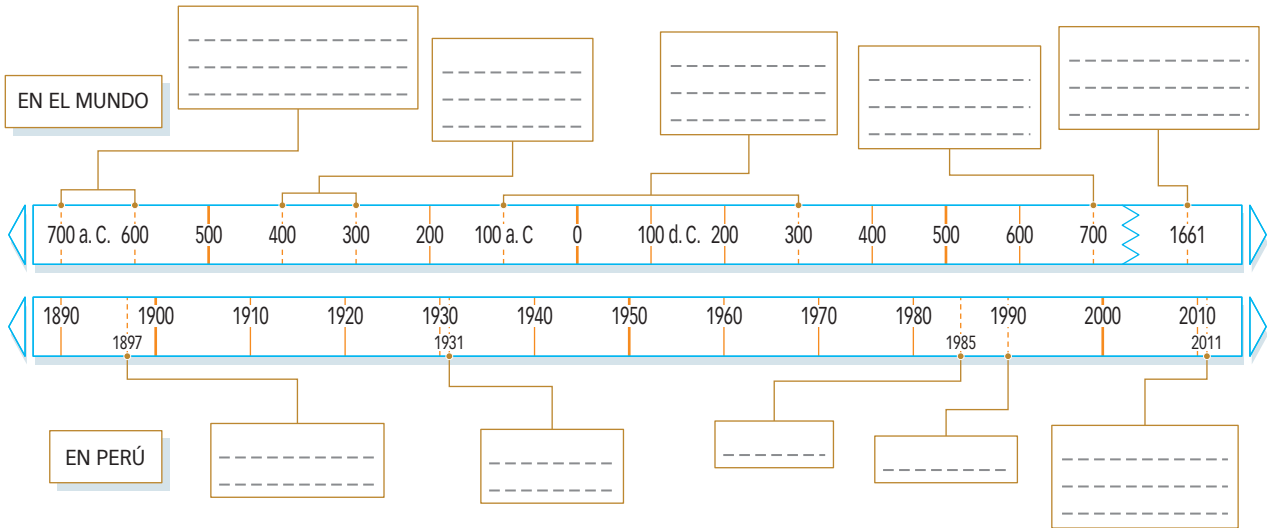 EN EL MUNDO
700 a. C. 600 500 400 300 200 100 a. C 0 100 d. C. 200 300 400 500 600 700 1661
1890 1900 1910 1920 1930 1940 1950 1960 1970 1980 1990 2000 2010
1897 1931 1985 2011
EN PERÚ